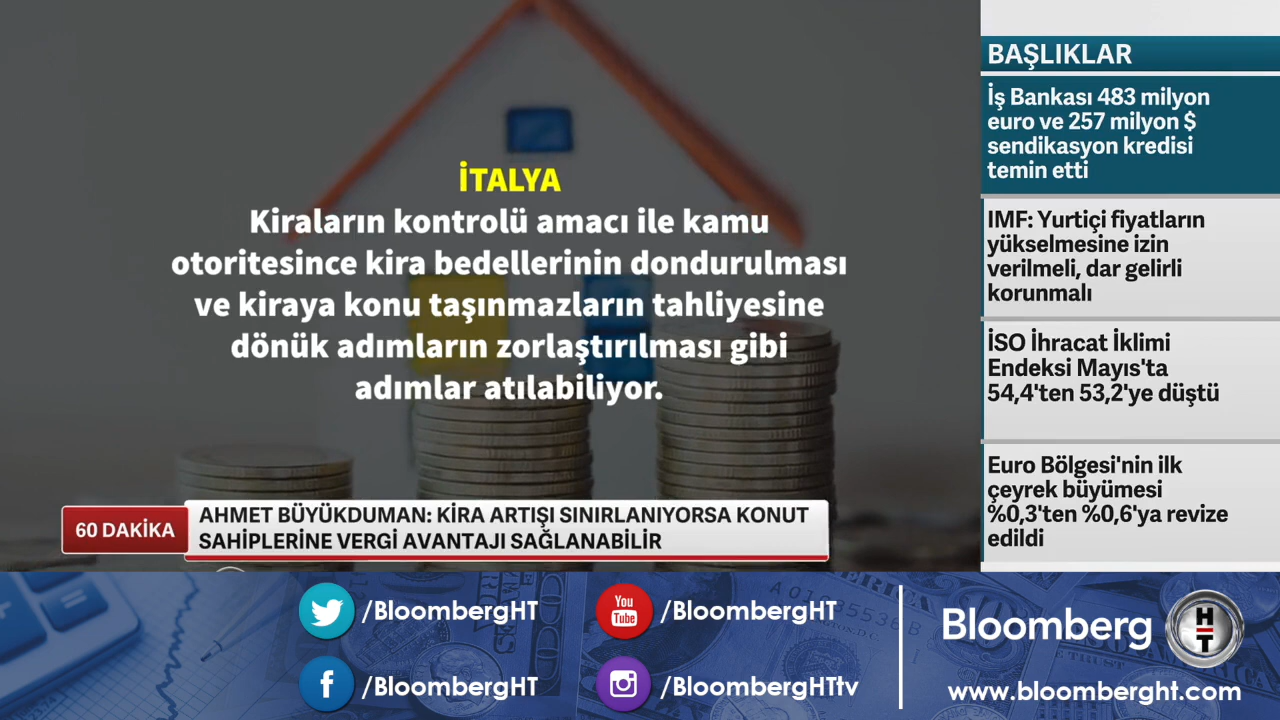 İTALYA
Kiraların kontrolü amacı ile kamu
otoritesince kira bedellerinin dondurulması
ve kiraya konu taşınmazların tahliyesine
dönük adımların zorlaştırılması gibi
adımlar atılabiliyor.
60 DAKİKA
AHMET BÜYÜKDUMAN: KİRA ARTIŞI SINIRLANIYORSA KONUT
SAHİPLERİNE VERGİ AVANTAJI SAĞLANABİLİR
BAŞLIKLAR
İş Bankası 483 milyon
euro ve 257 milyon $
sendikasyon kredisi
temin etti
IMF: Yurtiçi fiyatların
yükselmesine izin
verilmeli, dar gelirli
korunmalı
İSO İhracat İklimi
Endeksi Mayıs'ta
54,4'ten 53,2'ye düştü
Euro Bölgesi'nin ilk
çeyrek büyümesi
%0,3'ten %0,6'ya revize
edildi
/BloombergHT
You
Tube
/BloombergHT
f
/BloombergHT
/BloombergHTtv
Bloomberg
HT
www.bloomberght.com